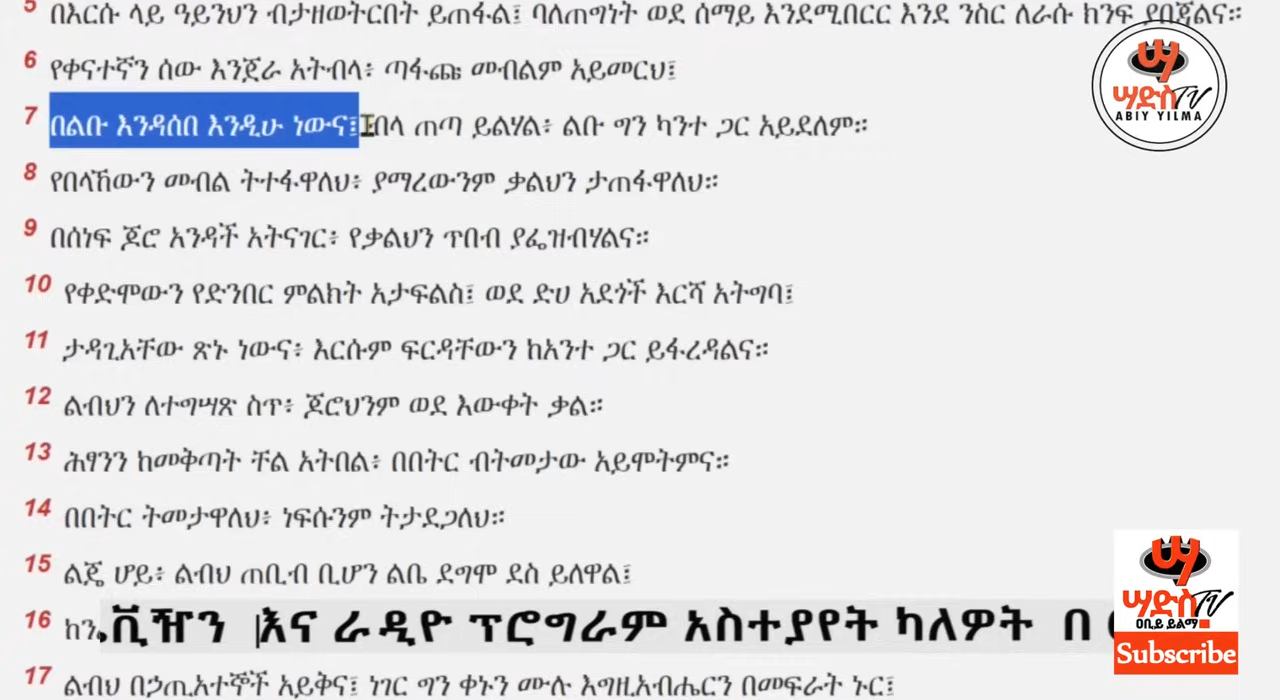 5 በእርሱ ላይ ዓይንህን ብታዘወትርበት ይጠፋል፤ ባለጠግነት ወደ ሰማይ እንደሚበርር እንደ ንስር ለራሱ ክንፍ ያበጃልና።
6 የቀናተኛን ሰው እንጀራ አትብላ፥ ጣፋጩ መብልም አይመርህ፤
7 በልቡ እንዳሰበ እንዲሁ ነውና፤ ብላ ጠጣ ይልሃል፥ ልቡ ግን ካንተ ጋር አይደለም።
8 የበላኸውን መብል ትተፋዋለህ፥ ያማረውንም ቃልህን ታጠፋዋለህ።
9 በሰነፍ ጆሮ አንዳች አትናገር፥ የቃልህን ጥበብ ያፌዝብሃልና።
10 የቀድሞውን የድንበር ምልክት አታፍልስ፤ ወደ ድሀ አደጎች እርሻ አትግባ፤
11 ታዳጊአቸው ጽኑ ነውና፥ እርሱም ፍርዳቸውን ከአንተ ጋር ይፋረዳልና።
12 ልብህን ለተግሣጽ ስጥ፥ ጆሮህንም ወደ እውቀት ቃል።
13 ሕፃንን ከመቅጣት ቸል አትበል፥ በበትር ብትመታው አይሞትምና።
14 በበትር ትመታዋለህ፥ ነፍሱንም ትታደጋለህ።
15 ልጄ ሆይ፥ ልብህ ጠቢብ ቢሆን ልቤ ደግሞ ደስ ይለዋል፤
16 ከን
ቪዥን እና ራዲዮ ፕሮግራም አስተያየት ካለዎት በ
17 ልብህ በኃጢአተኞች አይቅና፤ ነገር ግን ቀኑን ሙሉ እግዚአብሔርን በመፍራት ኑር፤
ሣድስ TV
ABIY YILMA
ሣድስ TV
ዐቢይ ይልማ
Subscribe